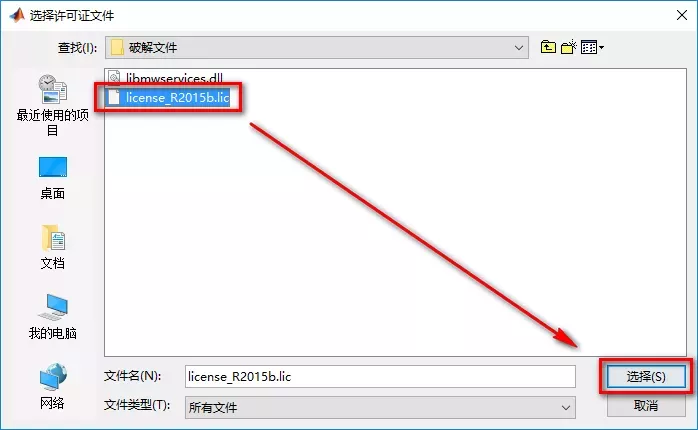 选择许可证文件
查找(I):
破解文件
libmwservices.dll
license_R2015b.lic
最近使用的项
目
桌面
文档
我的电脑
网络
文件名(N):
license_R2015b.lic
选择(S)
文件类型(T):
所有文件
取消